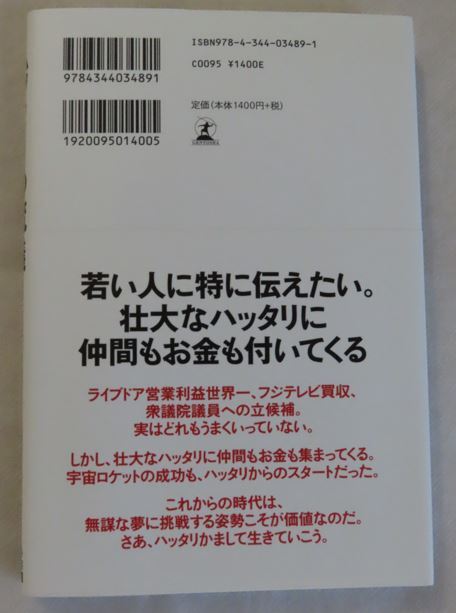 ISBN978-4-344-03489-1
C0095 ¥1400E
9784344034891
定価(本体1400円+税)
GENTOSHA
1920095014005
若い人に特に伝えたい。
壮大なハッタリに
仲間もお金も付いてくる
ライブドア営業利益世界一、フジテレビ買収、
衆議院議員への立候補。
実はどれもうまくいっていない。
しかし、壮大なハッタリに仲間もお金も集まってくる。
宇宙ロケットの成功も、ハッタリからのスタートだった。
これからの時代は、
無謀な夢に挑戦する姿勢こそが価値なのだ。
さあ、ハッタリかまして生きていこう。